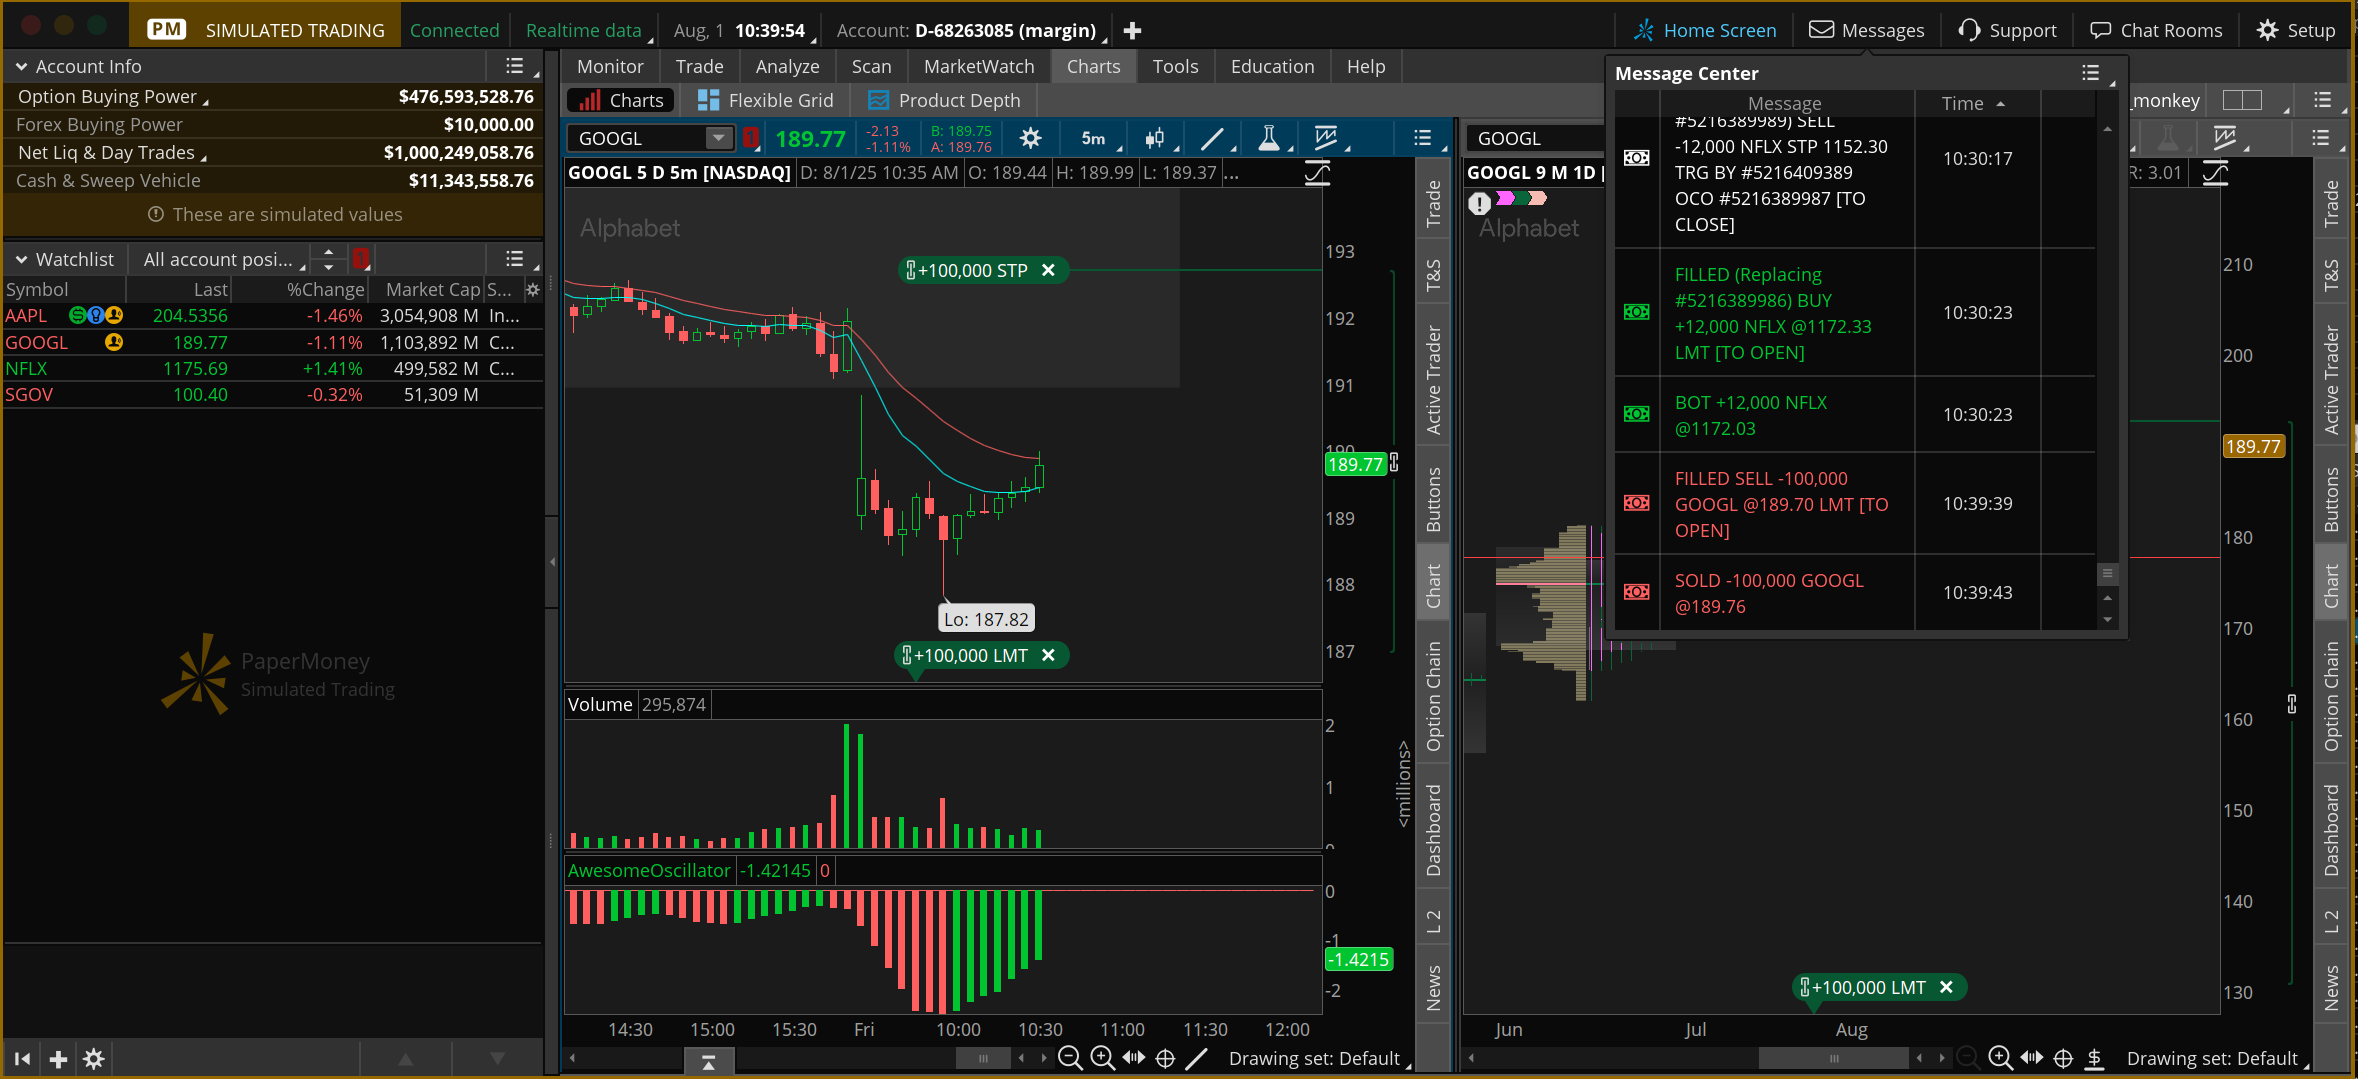 PM SIMULATED TRADING Connected Realtime data Aug, 1 10:39:54 Account: D-68263085 (margin) Home Screen Messages Support Chat Rooms Setup
Account Info
Option Buying Power $476,593,528.76
Forex Buying Power $10,000.00
Net Liq & Day Trades $1,000,249,058.76
Cash & Sweep Vehicle $11,343,558.76
These are simulated values
Watchlist All account posi... 1
Symbol Last %Change Market Cap S...
AAPL 204.5356 -1.46% 3,054,908 M In...
GOOGL 189.77 -1.11% 1,103,892 M C...
NFLX 1175.69 +1.41% 499,582 M C...
SGOV 100.40 -0.32% 51,309 M
PaperMoney
Simulated Trading
Monitor Trade Analyze Scan MarketWatch Charts Tools Education Help
Charts Flexible Grid Product Depth
GOOGL 1 189.77 -2.13 -1.11% B: 189.75 A: 189.76 5m
GOOGL 5 D 5m [NASDAQ] D: 8/1/25 10:35 AM O: 189.44 H: 189.99 L: 189.37 ...
Alphabet
+100,000 STP
Lo: 187.82
+100,000 LMT
193
192
191
190
189.77
189
188
187
Volume 295,874
2
1
0
<millions>
AwesomeOscillator -1.42145 0
0
-1
-1.4215
-2
14:30 15:00 15:30 Fri 10:00 10:30 11:00 11:30 12:00
Drawing set: Default
Trade
T&S
Active Trader
Buttons
Chart
Option Chain
Dashboard
L 2
News
_monkey
GOOGL
GOOGL 9 M 1D [
R: 3.01
Alphabet
Message Center
Message Time
#5216389989) SELL
-12,000 NFLX STP 1152.30 10:30:17
TRG BY #5216409389
OCO #5216389987 [TO
CLOSE]
FILLED (Replacing
#5216389986) BUY
+12,000 NFLX @1172.33 10:30:23
LMT [TO OPEN]
BOT +12,000 NFLX 10:30:23
@1172.03
FILLED SELL -100,000
GOOGL @189.70 LMT [TO 10:39:39
OPEN]
SOLD -100,000 GOOGL 10:39:43
@189.76
210
200
189.77
180
170
160
150
140
130
+100,000 LMT
Jun Jul Aug
Drawing set: Default
Trade
T&S
Active Trader
Buttons
Chart
Option Chain
Dashboard
L 2
News